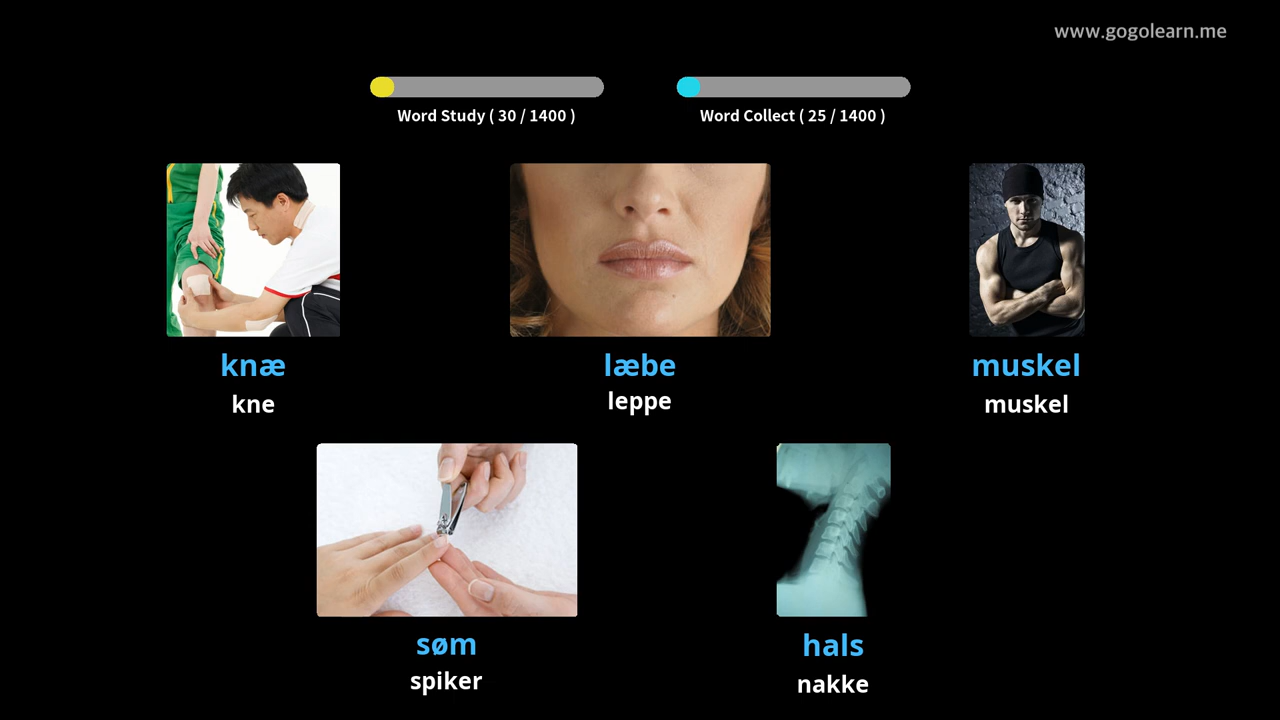 www.gogolearn.me
Word Study ( 30 / 1400 )
Word Collect ( 25 / 1400 )
knæ
kne
læbe
leppe
muskel
muskel
søm
spiker
hals
nakke